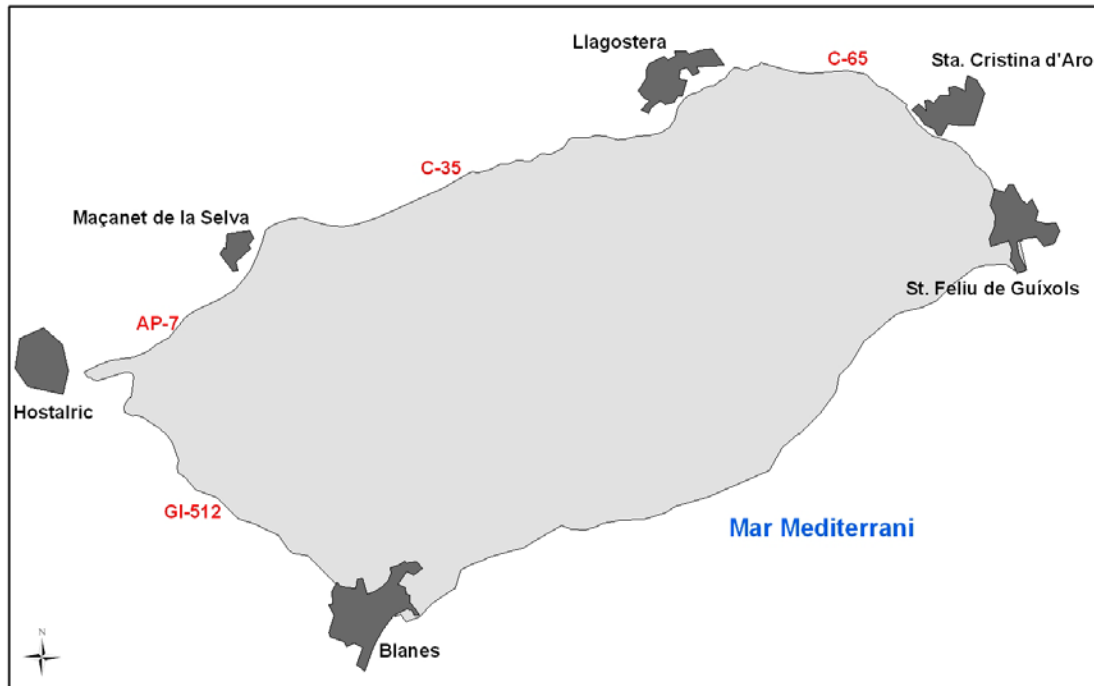 Llagostera
C-65
Sta. Cristina d'Aro
C-35
Maçanet de la Selva
St. Feliu de Guíxols
AP-7
Hostalric
GI-512
Mar Mediterrani
Blanes
N